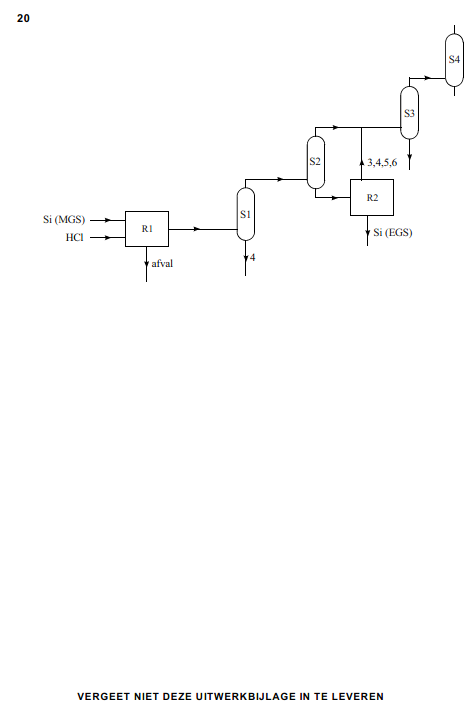 20
S4
S3
S2
3,4,5,6
R2
Si (MGS)
S1
R1
HCl
Si (EGS)
4
afval
VERGEET NIET DEZE UITWERKBIJLAGE IN TE LEVEREN